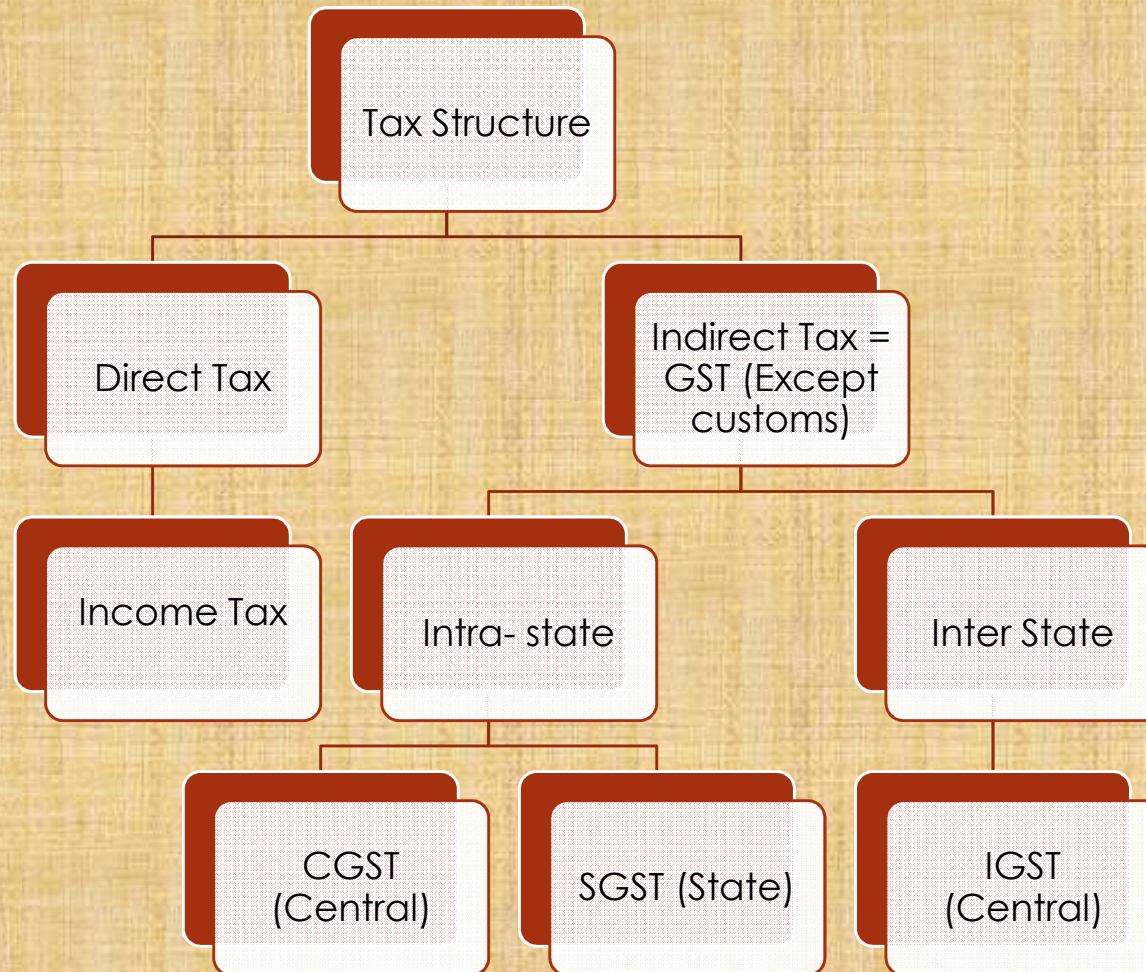 Tax Structure
Direct Tax
Indirect Tax =
GST (Except
customs)
Income Tax
Intra- state
Inter State
CGST
(Central)
SGST (State)
IGST
(Central)